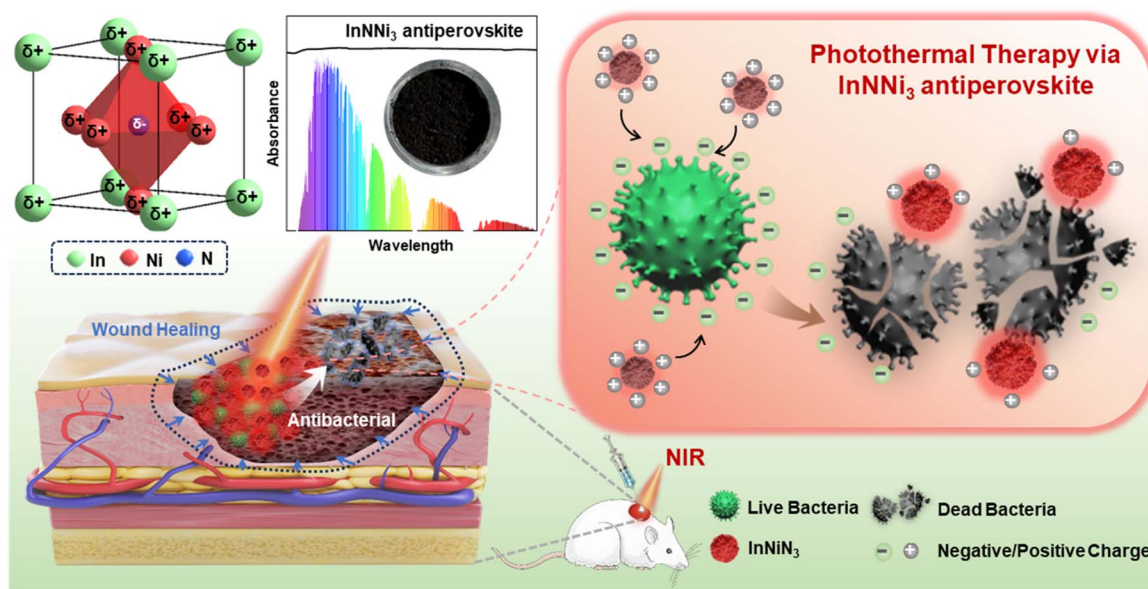 δ+
δ+
δ+
δ+
δ+
δ+
δ+
δ-
δ+
δ+
δ+
δ+
δ+
δ+
δ+
In
Ni
N
InNNi₃ antiperovskite
Absorbance
Wavelength
Wound Healing
Antibacterial
Photothermal Therapy via
InNNi₃ antiperovskite
NIR
Live Bacteria
Dead Bacteria
InNiN₃
Negative/Positive Charge